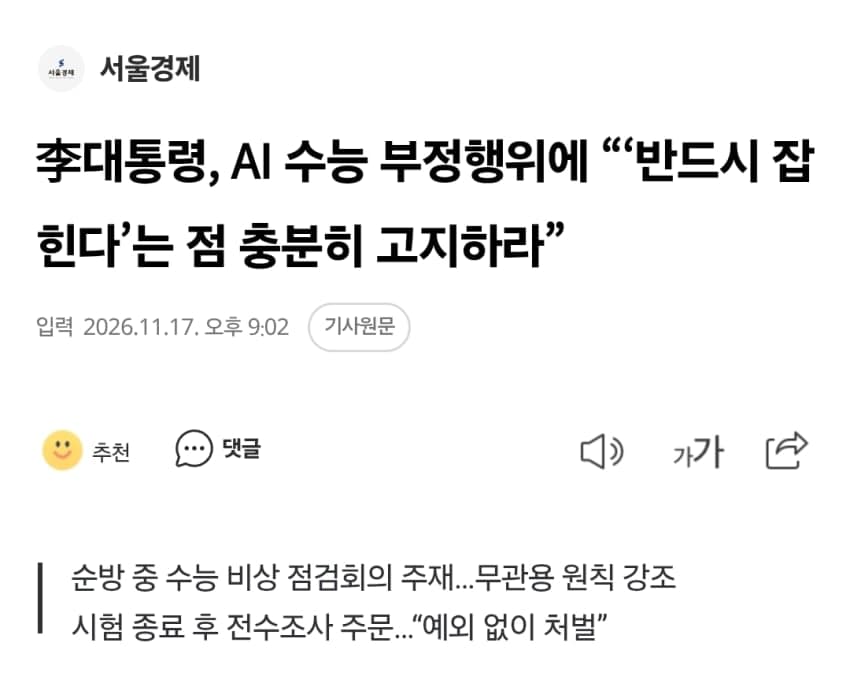 서울경제
서울경제
李대통령, AI 수능 부정행위에 “‘반드시 잡
힌다’는 점 충분히 고지하라”
입력 2026.11.17. 오후 9:02 기사원문
추천 댓글 가가
순방 중 수능 비상 점검회의 주재...무관용 원칙 강조
시험 종료 후 전수조사 주문...“예외 없이 처벌”